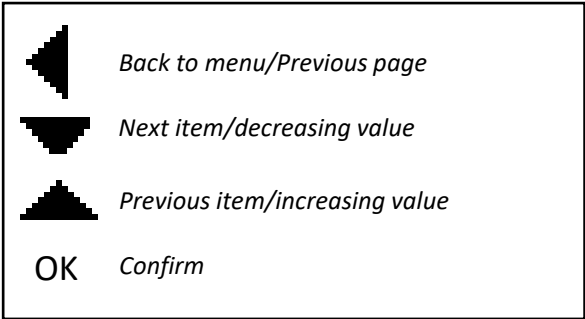 Back to menu/Previous page
Next item/decreasing value
Previous item/increasing value
OK Confirm